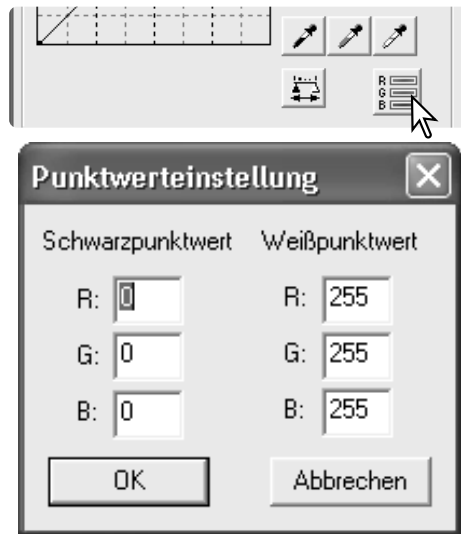 R
G
B
Punktwerteinstellung
Schwarzpunktwert Weißpunktwert
R: 0 R: 255
G: 0 G: 255
B: 0 B: 255
OK Abbrechen